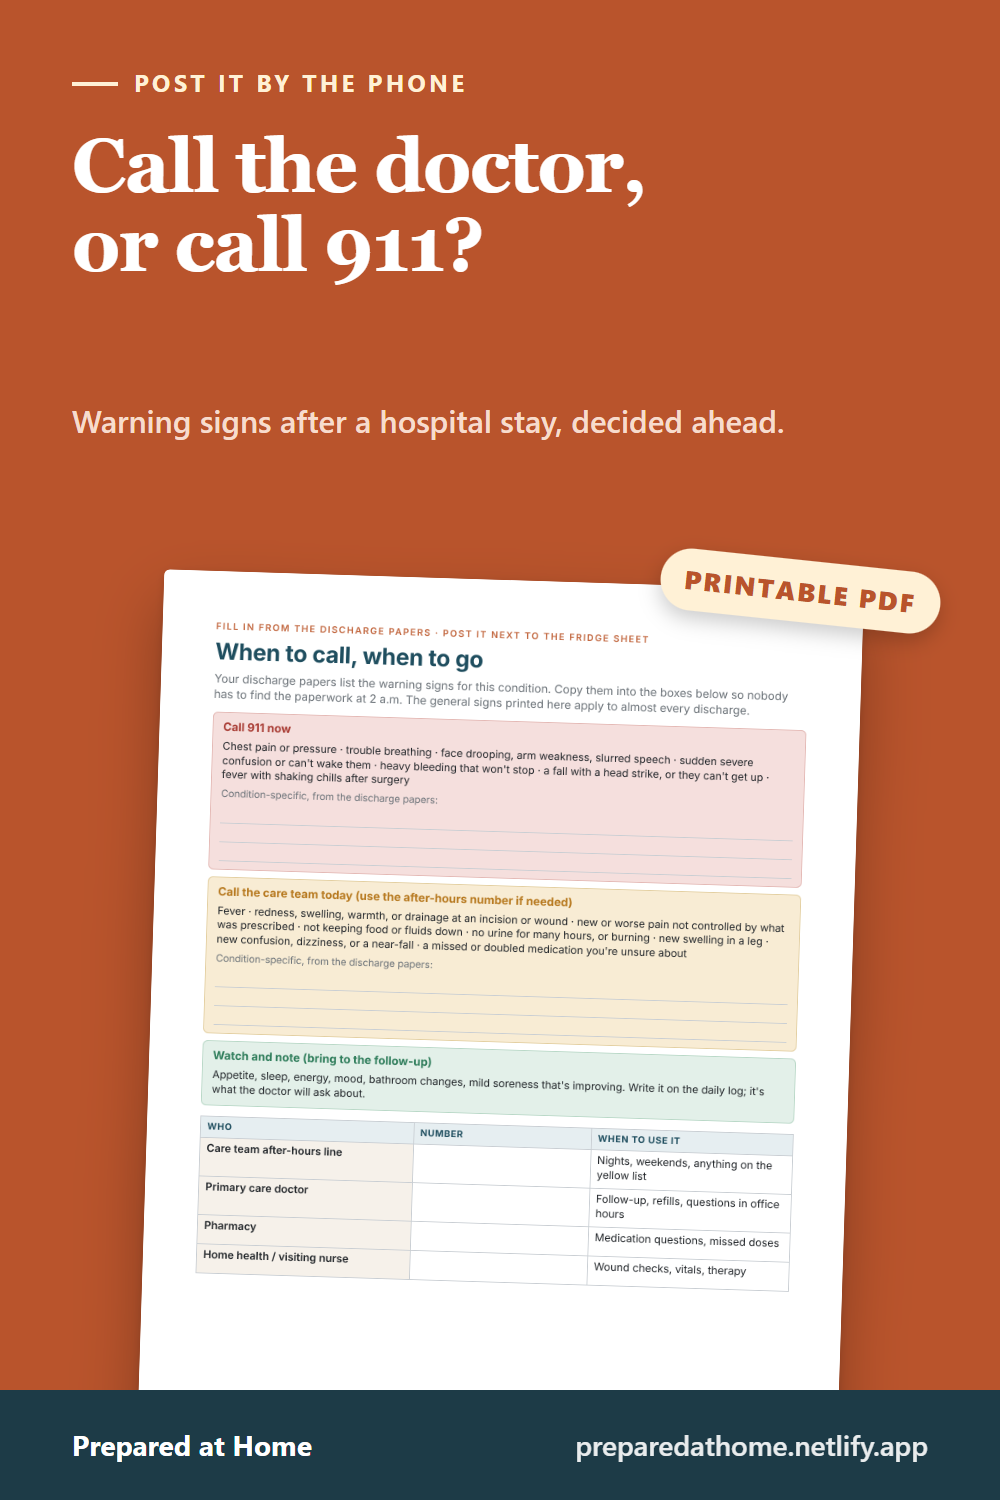 POST IT BY THE PHONE
Call the doctor,
or call 911?
Warning signs after a hospital stay, decided ahead.
PRINTABLE PDF
FILL IN FROM THE DISCHARGE PAPERS · POST IT NEXT TO THE FRIDGE SHEET
When to call, when to go
Your discharge papers list the warning signs for this condition. Copy them into the boxes below so nobody
has to find the paperwork at 2 a.m. The general signs printed here apply to almost every discharge.
Call 911 now
Chest pain or pressure · trouble breathing · face drooping, arm weakness, slurred speech · sudden severe
confusion or can't wake them · heavy bleeding that won't stop · a fall with a head strike, or they can't get up ·
fever with shaking chills after surgery
Condition-specific, from the discharge papers:
Call the care team today (use the after-hours number if needed)
Fever · redness, swelling, warmth, or drainage at an incision or wound · new or worse pain not controlled by what
was prescribed · not keeping food or fluids down · no urine for many hours, or burning · new swelling in a leg ·
new confusion, dizziness, or a near-fall · a missed or doubled medication you're unsure about
Condition-specific, from the discharge papers:
Watch and note (bring to the follow-up)
Appetite, sleep, energy, mood, bathroom changes, mild soreness that's improving. Write it on the daily log; it's
what the doctor will ask about.
WHO NUMBER WHEN TO USE IT
Care team after-hours line Nights, weekends, anything on the
yellow list
Primary care doctor Follow-up, refills, questions in office
hours
Pharmacy Medication questions, missed doses
Home health / visiting nurse Wound checks, vitals, therapy
Prepared at Home preparedathome.netlify.app